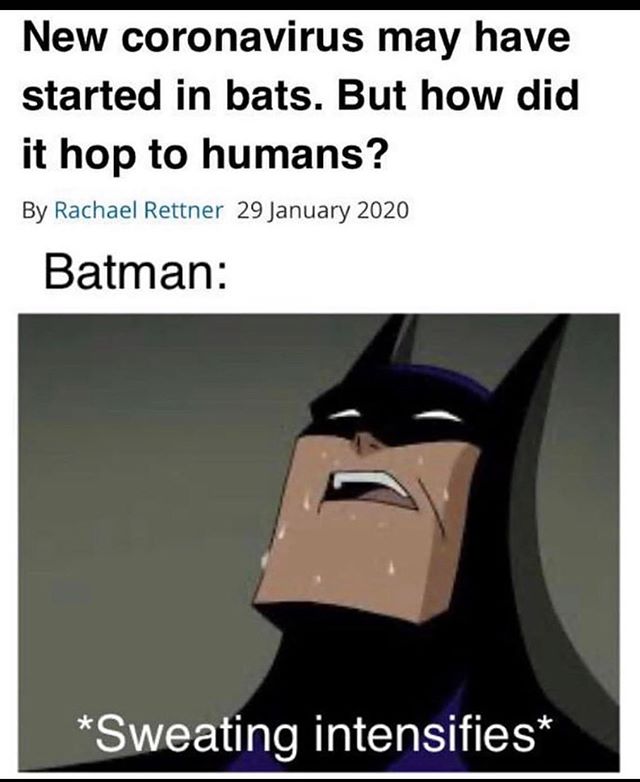 New coronavirus may have
started in bats. But how did
it hop to humans?
By Rachael Rettner 29 January 2020
Batman:
*Sweating intensifies*